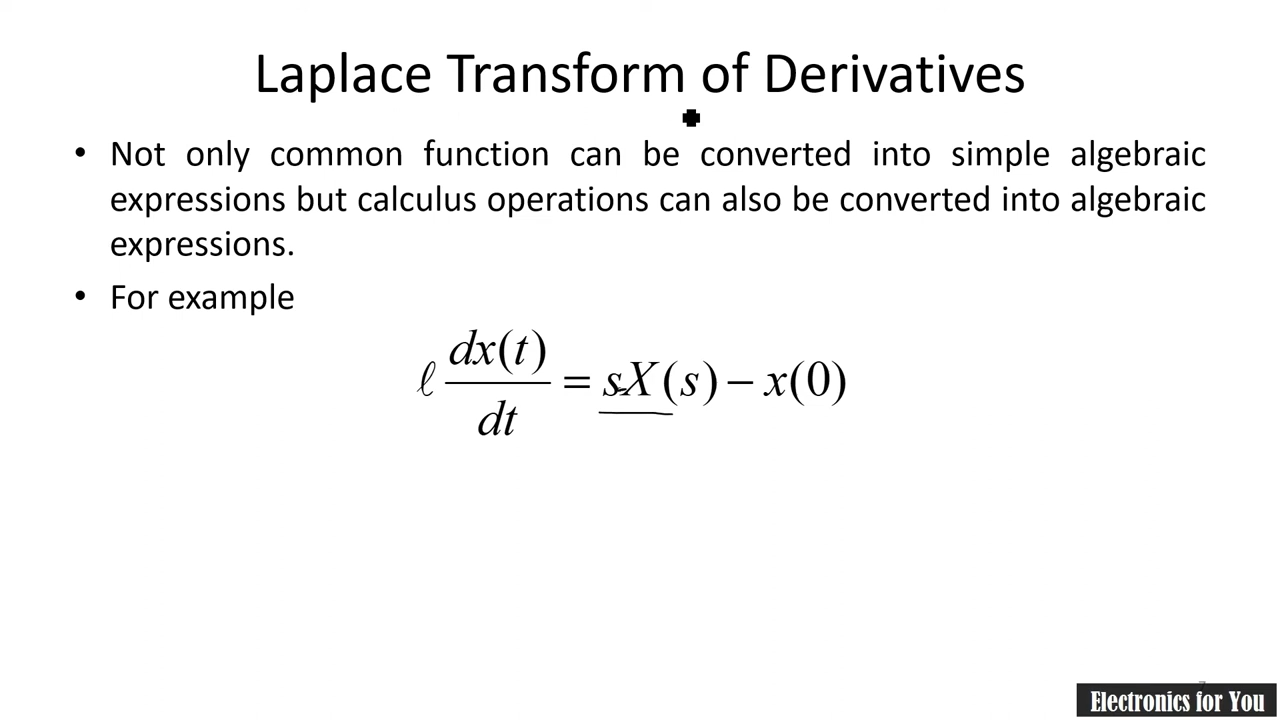 Laplace Transform of Derivatives
• Not only common function can be converted into simple algebraic
expressions but calculus operations can also be converted into algebraic
expressions.
• For example
ℓ dx(t)/dt = sX(s) − x(0)
7
Electronics for You